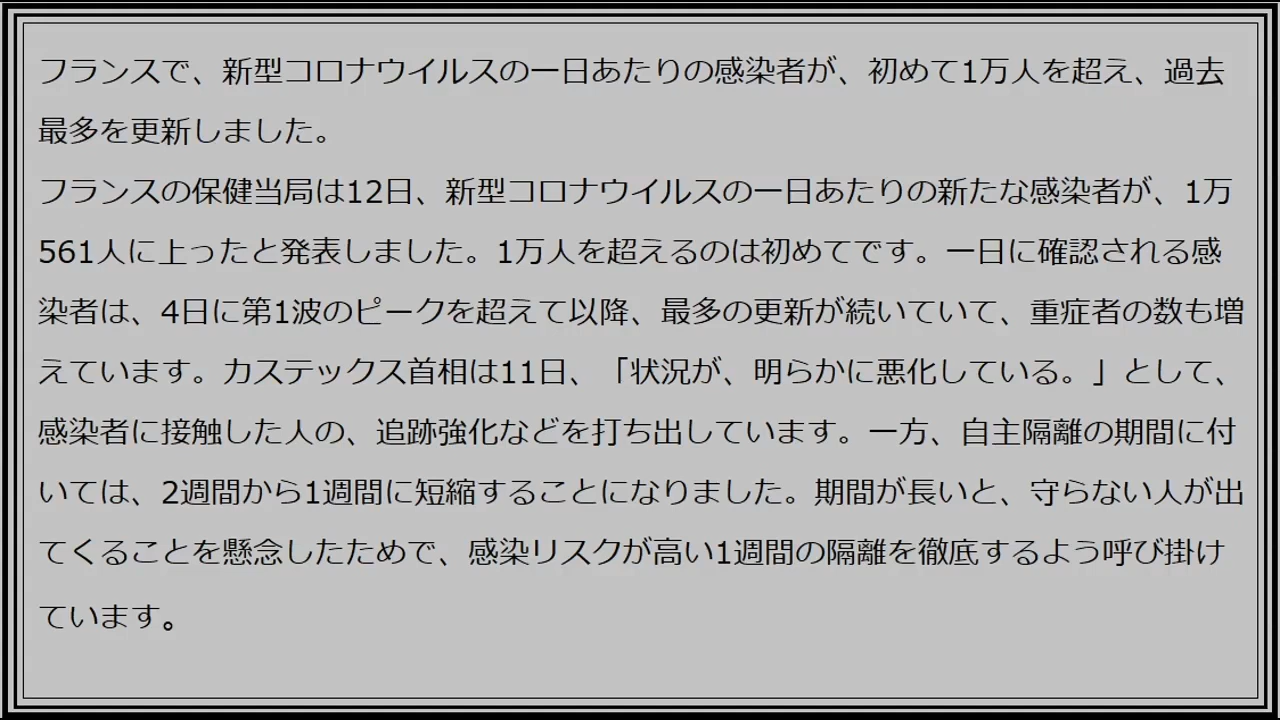 フランスで、新型コロナウイルスの一日あたりの感染者が、初めて1万人を超え、過去
最多を更新しました。
フランスの保健当局は12日、新型コロナウイルスの一日あたりの新たな感染者が、1万
561人に上ったと発表しました。1万人を超えるのは初めてです。一日に確認される感
染者は、4日に第1波のピークを超えて以降、最多の更新が続いていて、重症者の数も増
えています。カステックス首相は11日、「状況が、明らかに悪化している。」として、
感染者に接触した人の、追跡強化などを打ち出しています。一方、自主隔離の期間に付
いては、2週間から1週間に短縮することになりました。期間が長いと、守らない人が出
てくることを懸念したためで、感染リスクが高い1週間の隔離を徹底するよう呼び掛け
ています。